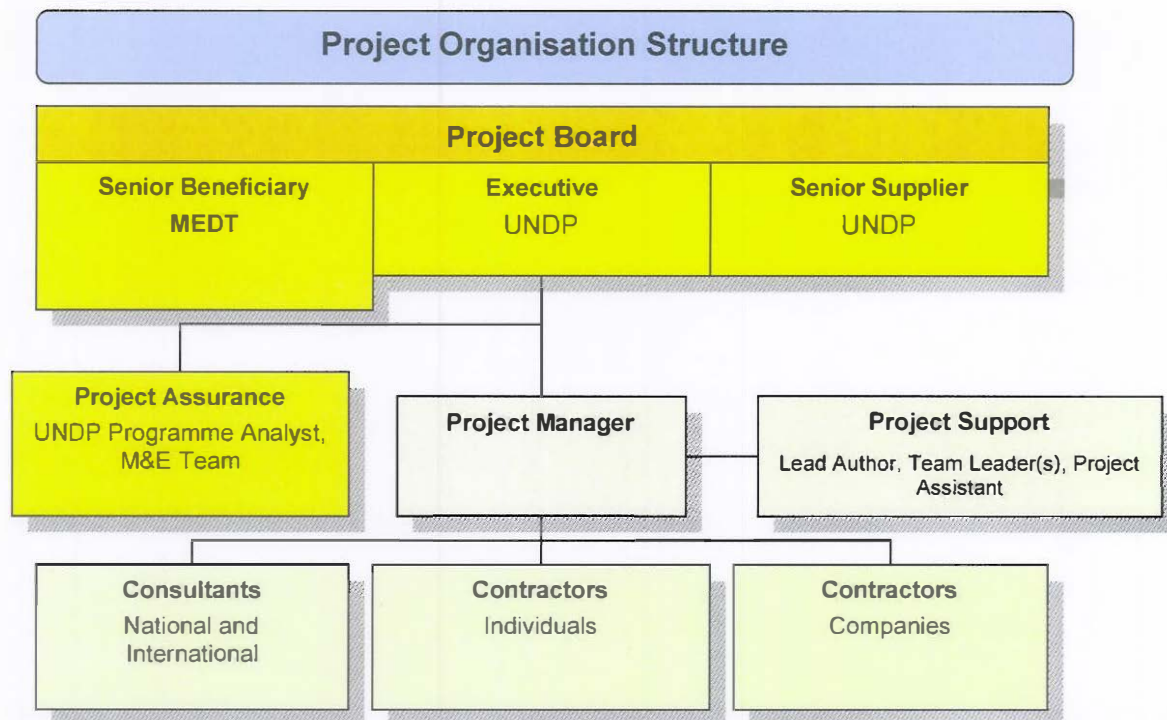 Project Organisation Structure
Project Board
Senior Beneficiary
MEDT
Executive
UNDP
Senior Supplier
UNDP
Project Assurance
UNDP Programme Analyst,
M&E Team
Project Manager
Project Support
Lead Author, Team Leader(s), Project
Assistant
Consultants
National and
International
Contractors
Individuals
Contractors
Companies